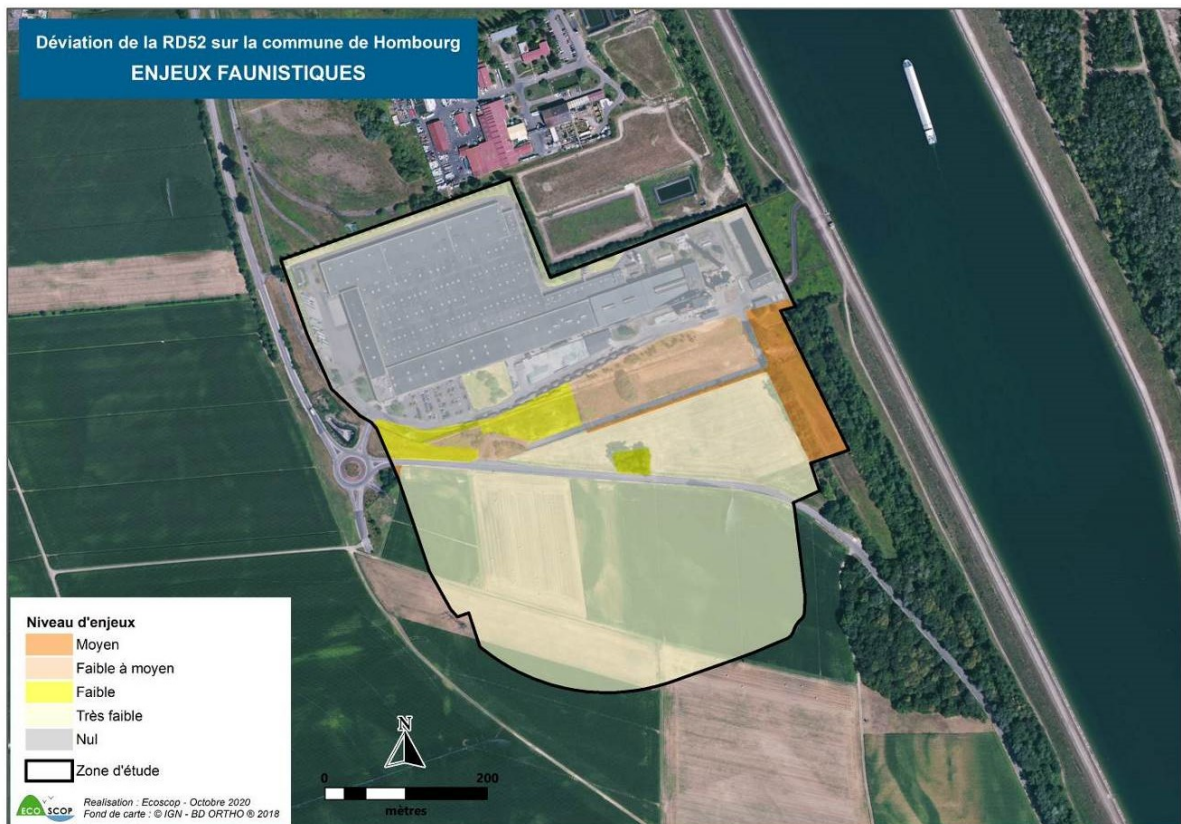 Déviation de la RD52 sur la commune de Hombourg
ENJEUX FAUNISTIQUES
Niveau d'enjeux
Moyen
Faible à moyen
Faible
Très faible
Nul
Zone d'étude
ECO SCOP
Realisation : Ecoscop - Octobre 2020
Fond de carte : © IGN - BD ORTHO ® 2018
N
0 200
mètres